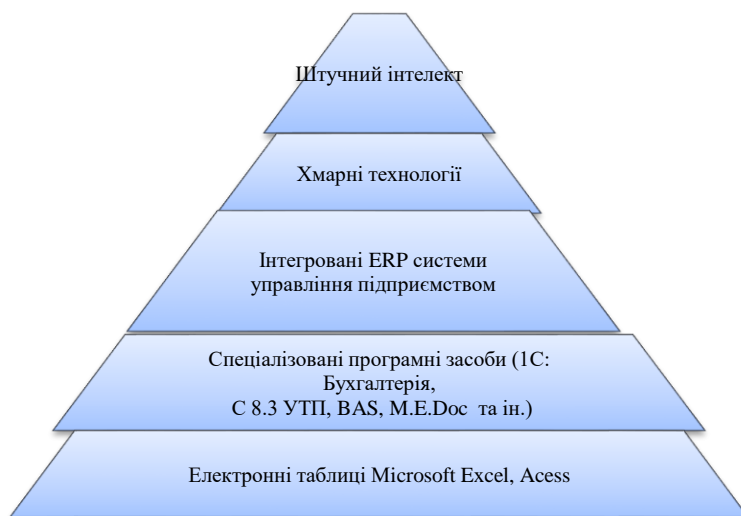 Штучний інтелект
Хмарні технології
Інтегровані ERP системи
управління підприємством
Спеціалізовані програмні засоби (1С:
Бухгалтерія,
С 8.3 УТП, BAS, M.E.Doc та ін.)
Електронні таблиці Microsoft Excel, Acess